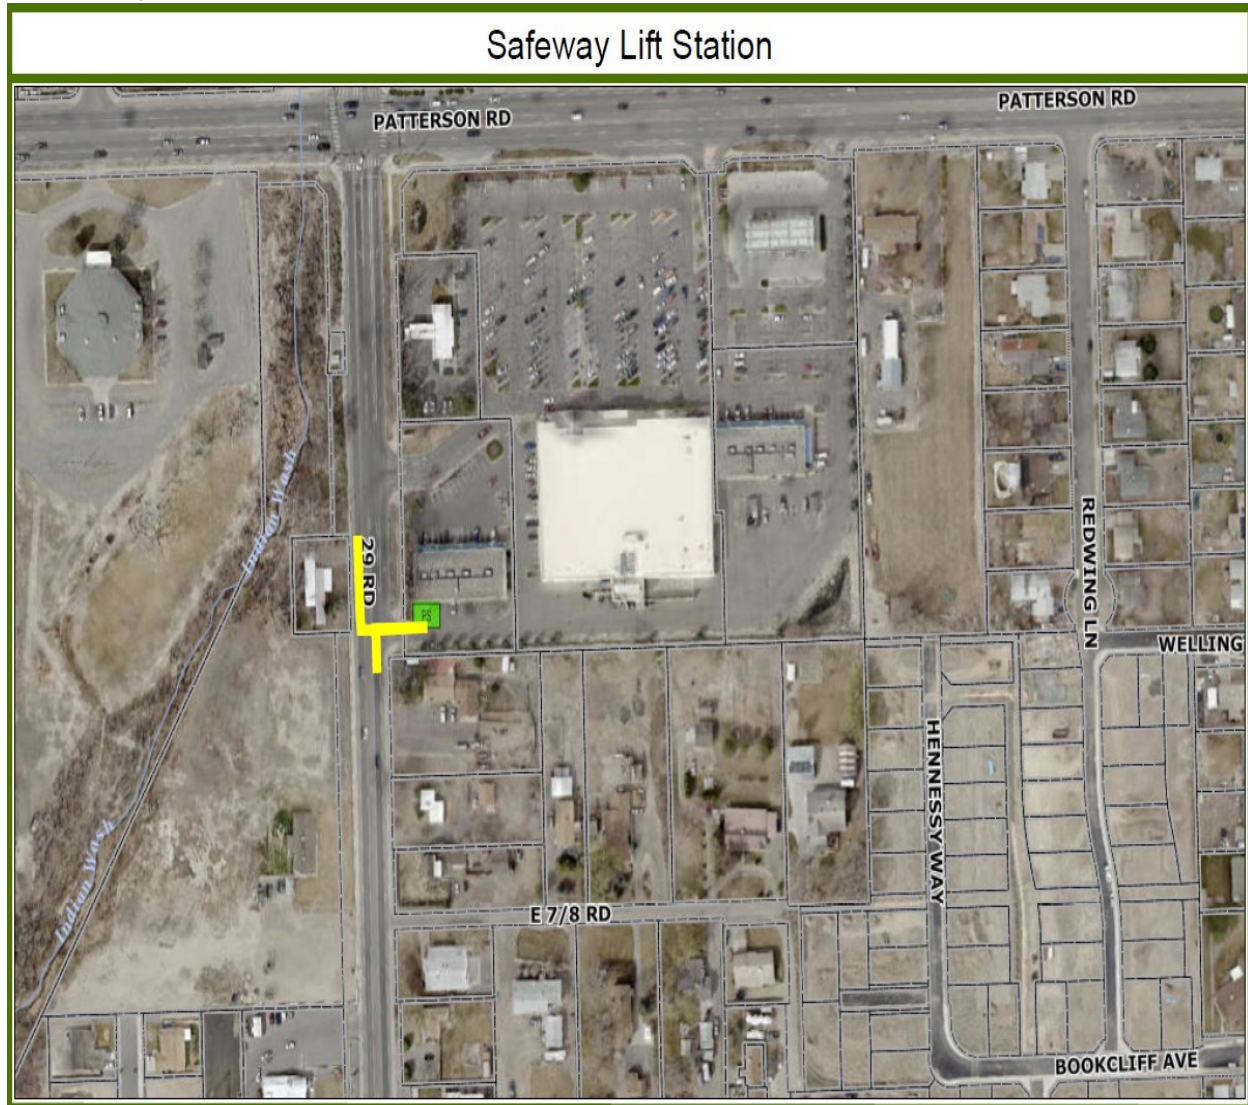 Safeway Lift Station
PATTERSON RD
PATTERSON RD
Indian Wash
29 RD
PS
REDWING LN
WELLING
HENNESSY WAY
Indian Wash
E 7/8 RD
BOOKCLIFF AVE